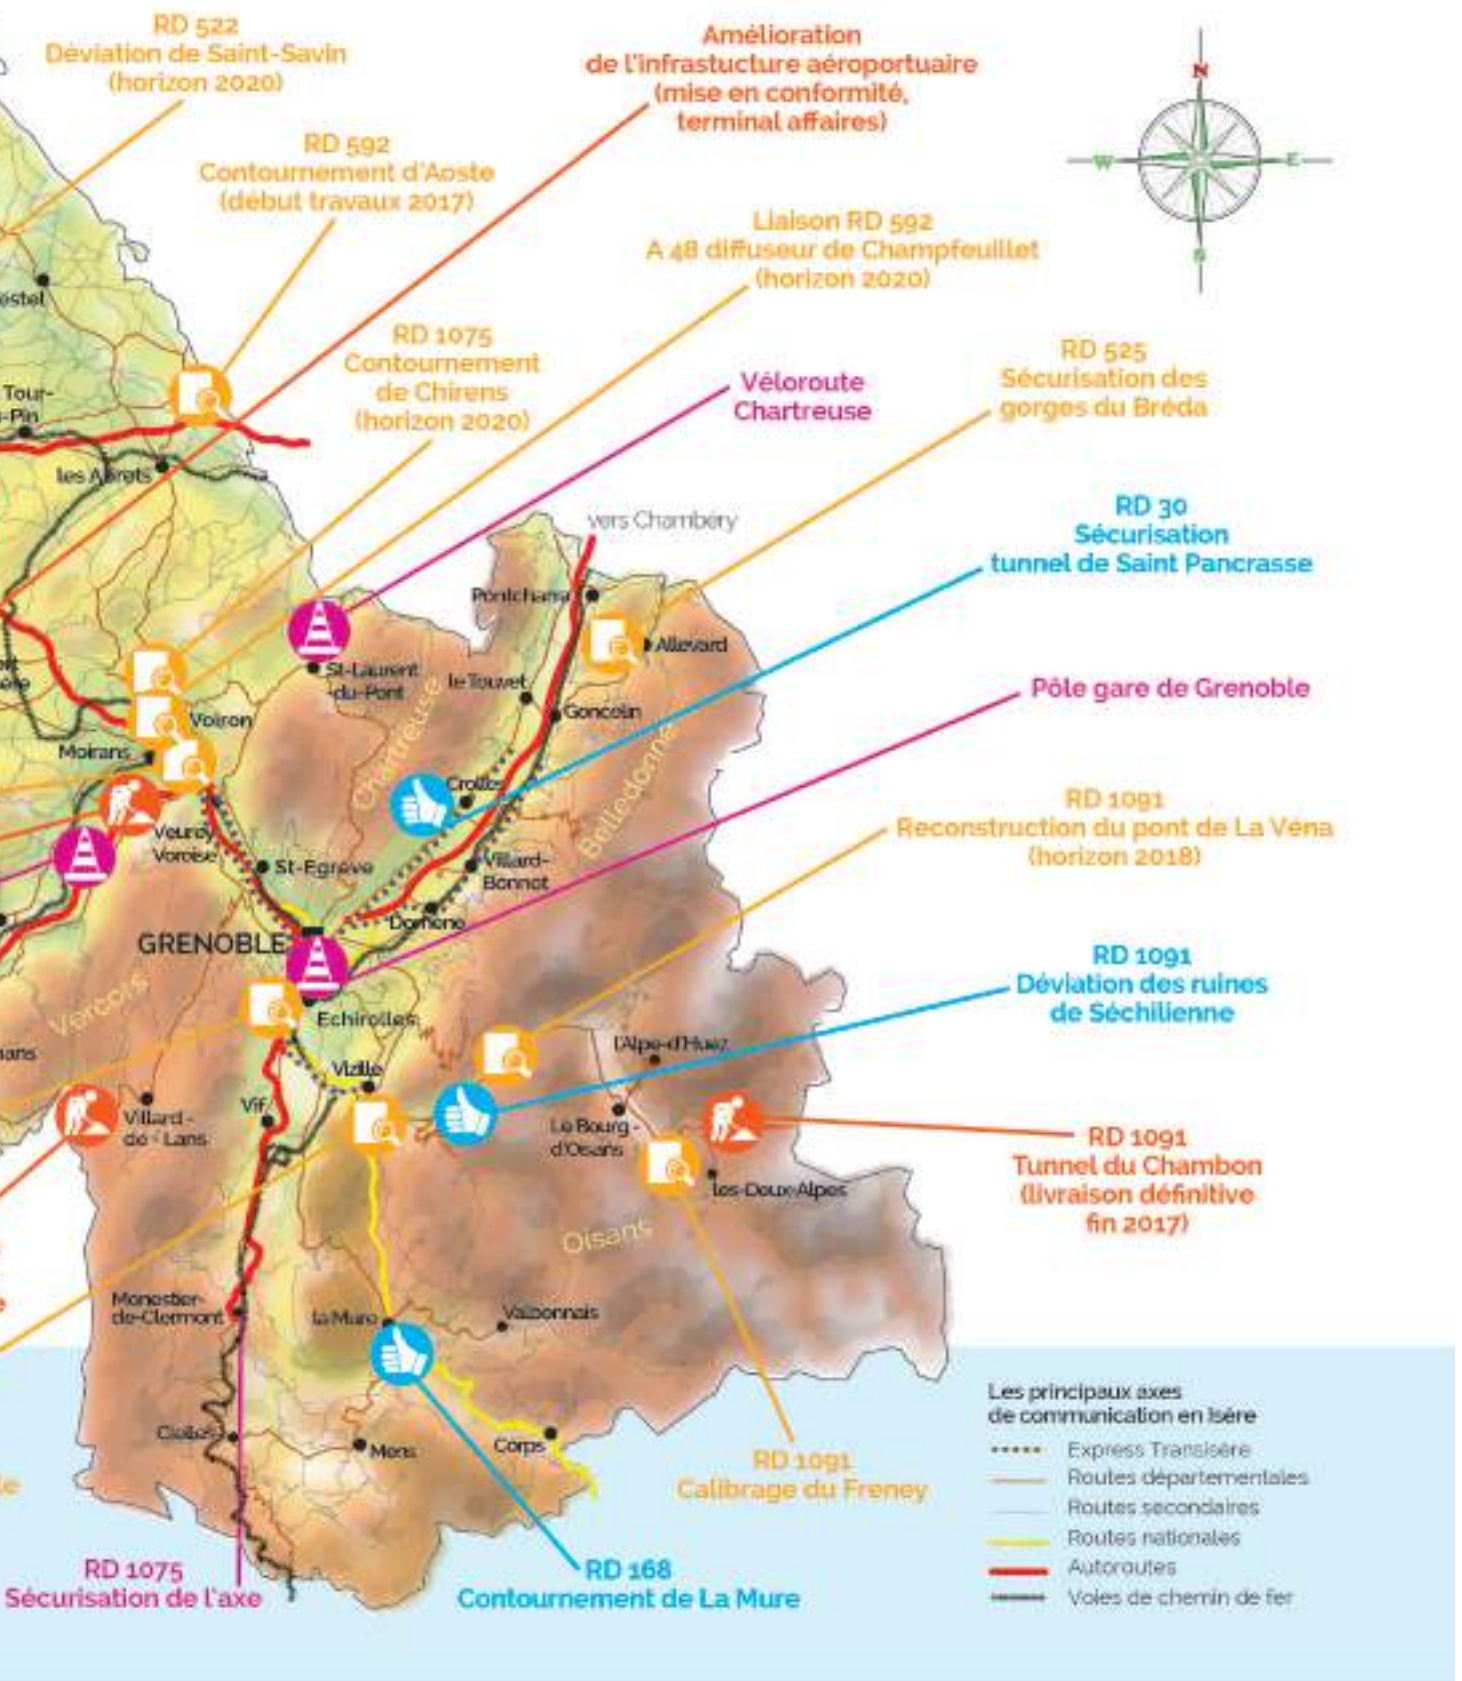 RD 522
Déviation de Saint-Savin
(horizon 2020)
Amélioration
de l'infrastucture aéroportuaire
(mise en conformité,
terminal affaires)
N
W
E
S
RD 592
Contournement d'Aoste
(début travaux 2017)
Liaison RD 592
A 48 diffuseur de Champfeuillet
(horizon 2020)
RD 1075
Contournement
de Chirens
(horizon 2020)
RD 525
Sécurisation des
gorges du Bréda
Véloroute
Chartreuse
estel
Tour-
-Pin
les Abrets
RD 30
Sécurisation
tunnel de Saint Pancrasse
vers Chambéry
Pontcharra
Allevard
St-Laurent
-du-Pont
le Touvet
Goncelin
Pôle gare de Grenoble
Voiron
Moirans
Chartreuse
Belledonne
Crolles
RD 1091
Reconstruction du pont de La Véna
(horizon 2018)
Veurey
Voroise
St-Egrève
Villard-
Bonnot
Domène
GRENOBLE
RD 1091
Déviation des ruines
de Séchilienne
Vercors
Echirolles
l'Alpe-d'Huez
Vizille
ans
Vif
Villard -
de - Lans
Le Bourg -
d'Oisans
les-Deux-Alpes
RD 1091
Tunnel du Chambon
(livraison définitive
fin 2017)
Oisans
Monestier-
de-Clermont
la Mure
Valbonnais
Clelles
Mens
Corps
RD 1091
Calibrage du Freney
le
RD 1075
Sécurisation de l'axe
RD 168
Contournement de La Mure
Les principaux axes
de communication en Isère
Express Transisère
Routes départementales
Routes secondaires
Routes nationales
Autoroutes
Voies de chemin de fer